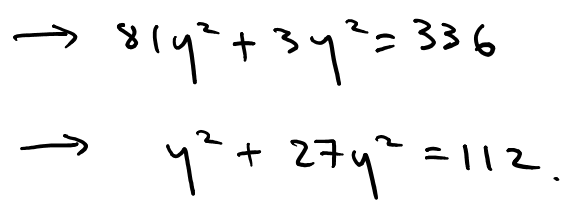 → 81y² + 3y² = 336
→ y² + 27y² = 112.